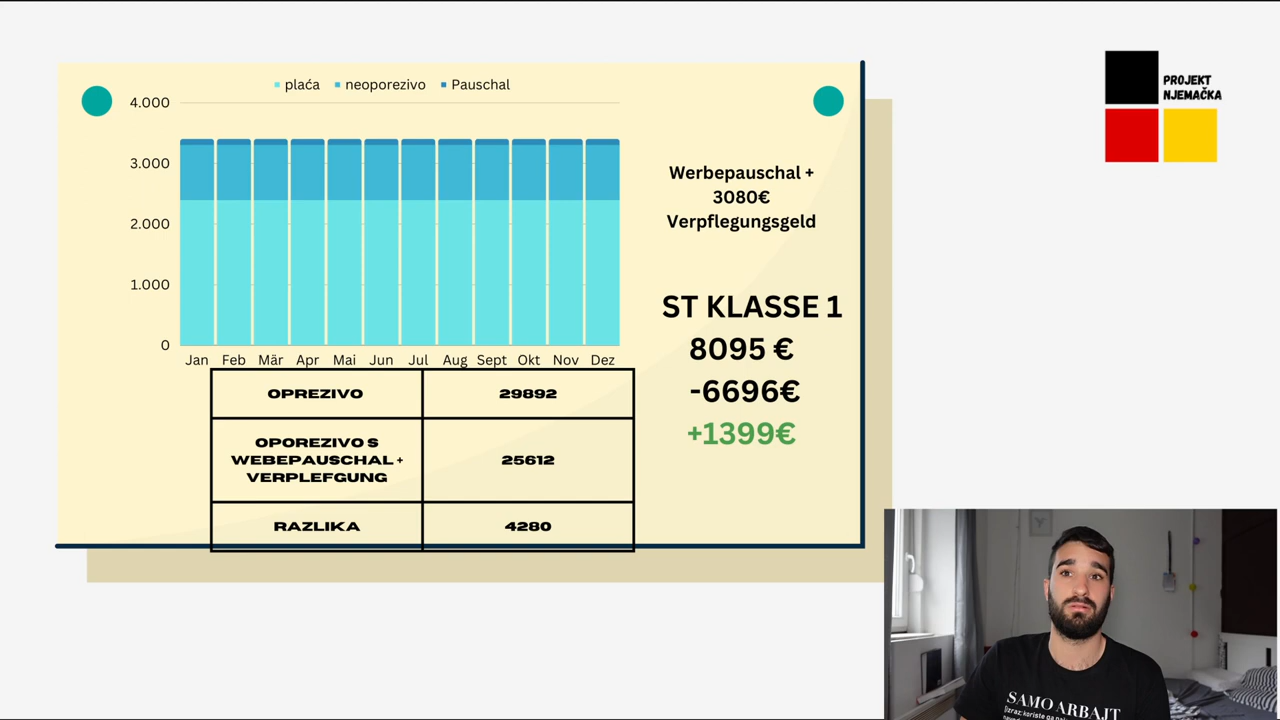 plaća neoporezivo Pauschal
4.000
3.000
2.000
1.000
0
Jan Feb Mär Apr Mai Jun Jul Aug Sept Okt Nov Dez
OPREZIVO 29892
OPOREZIVO S
WEBEPAUSCHAL +
VERPLEFGUNG
25612
RAZLIKA 4280
Werbepauschal +
3080€
Verpflegungsgeld
ST KLASSE 1
8095 €
-6696€
+1399€
PROJEKT
NJEMAČKA
SAMO ARBAJT